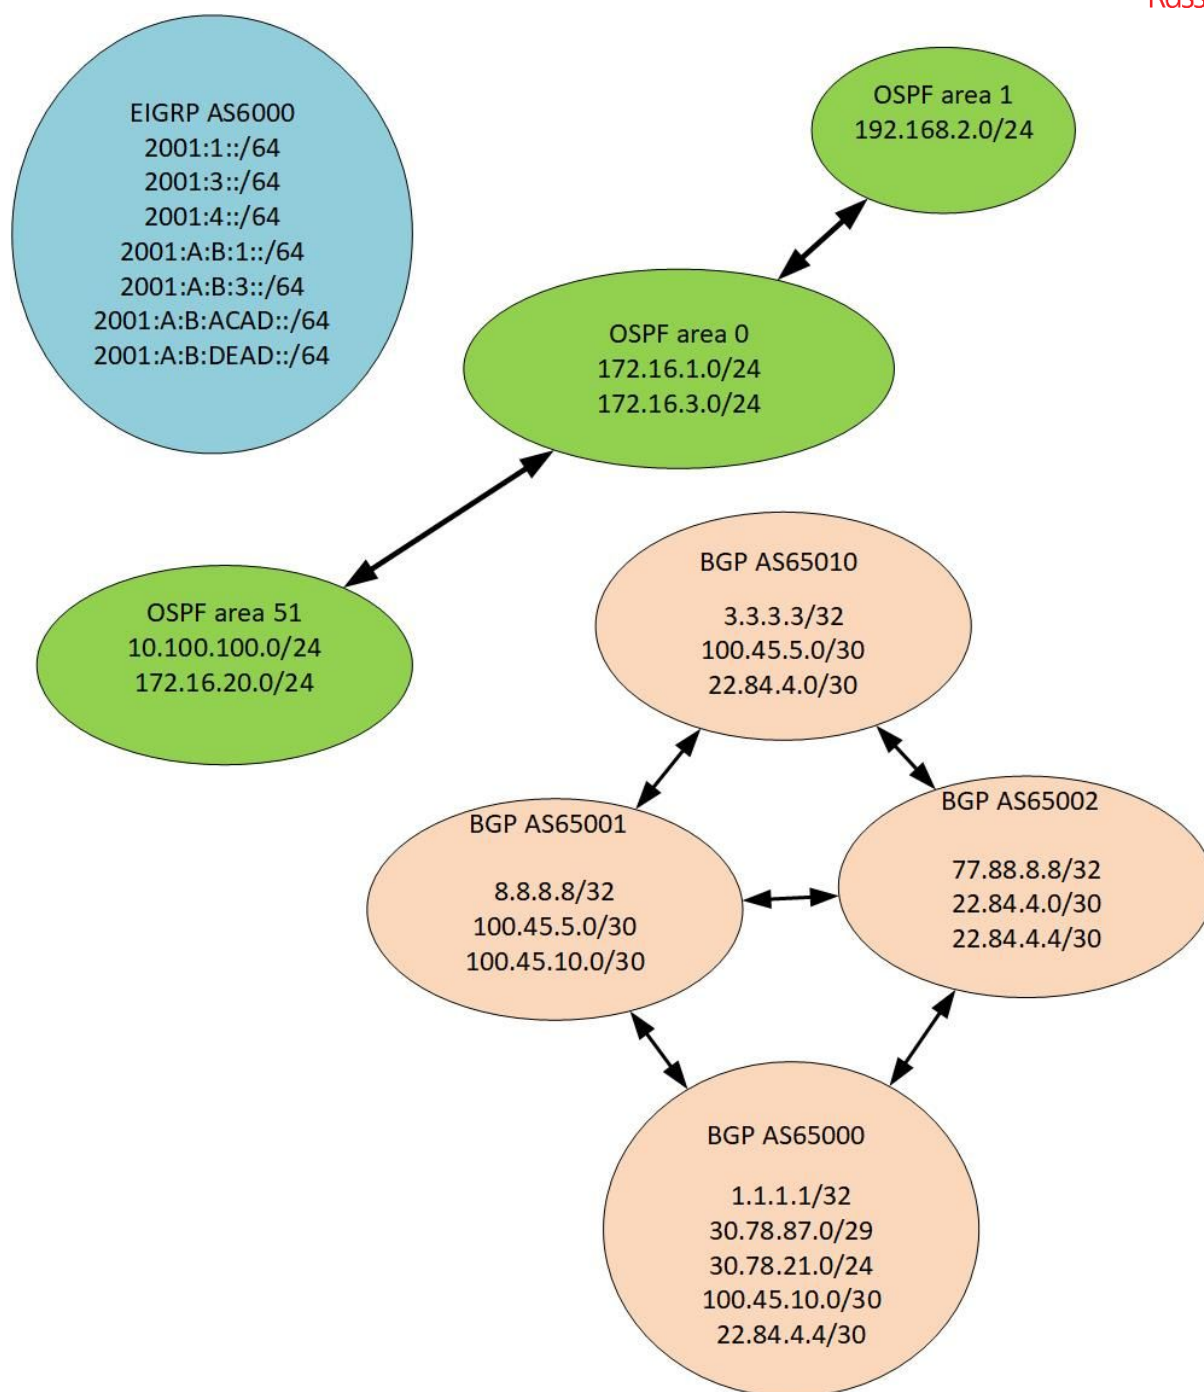 EIGRP AS6000
2001:1::/64
2001:3::/64
2001:4::/64
2001:A:B:1::/64
2001:A:B:3::/64
2001:A:B:ACAD::/64
2001:A:B:DEAD::/64
OSPF area 1
192.168.2.0/24
OSPF area 0
172.16.1.0/24
172.16.3.0/24
OSPF area 51
10.100.100.0/24
172.16.20.0/24
BGP AS65010
3.3.3.3/32
100.45.5.0/30
22.84.4.0/30
BGP AS65001
8.8.8.8/32
100.45.5.0/30
100.45.10.0/30
BGP AS65002
77.88.8.8/32
22.84.4.0/30
22.84.4.4/30
BGP AS65000
1.1.1.1/32
30.78.87.0/29
30.78.21.0/24
100.45.10.0/30
22.84.4.4/30